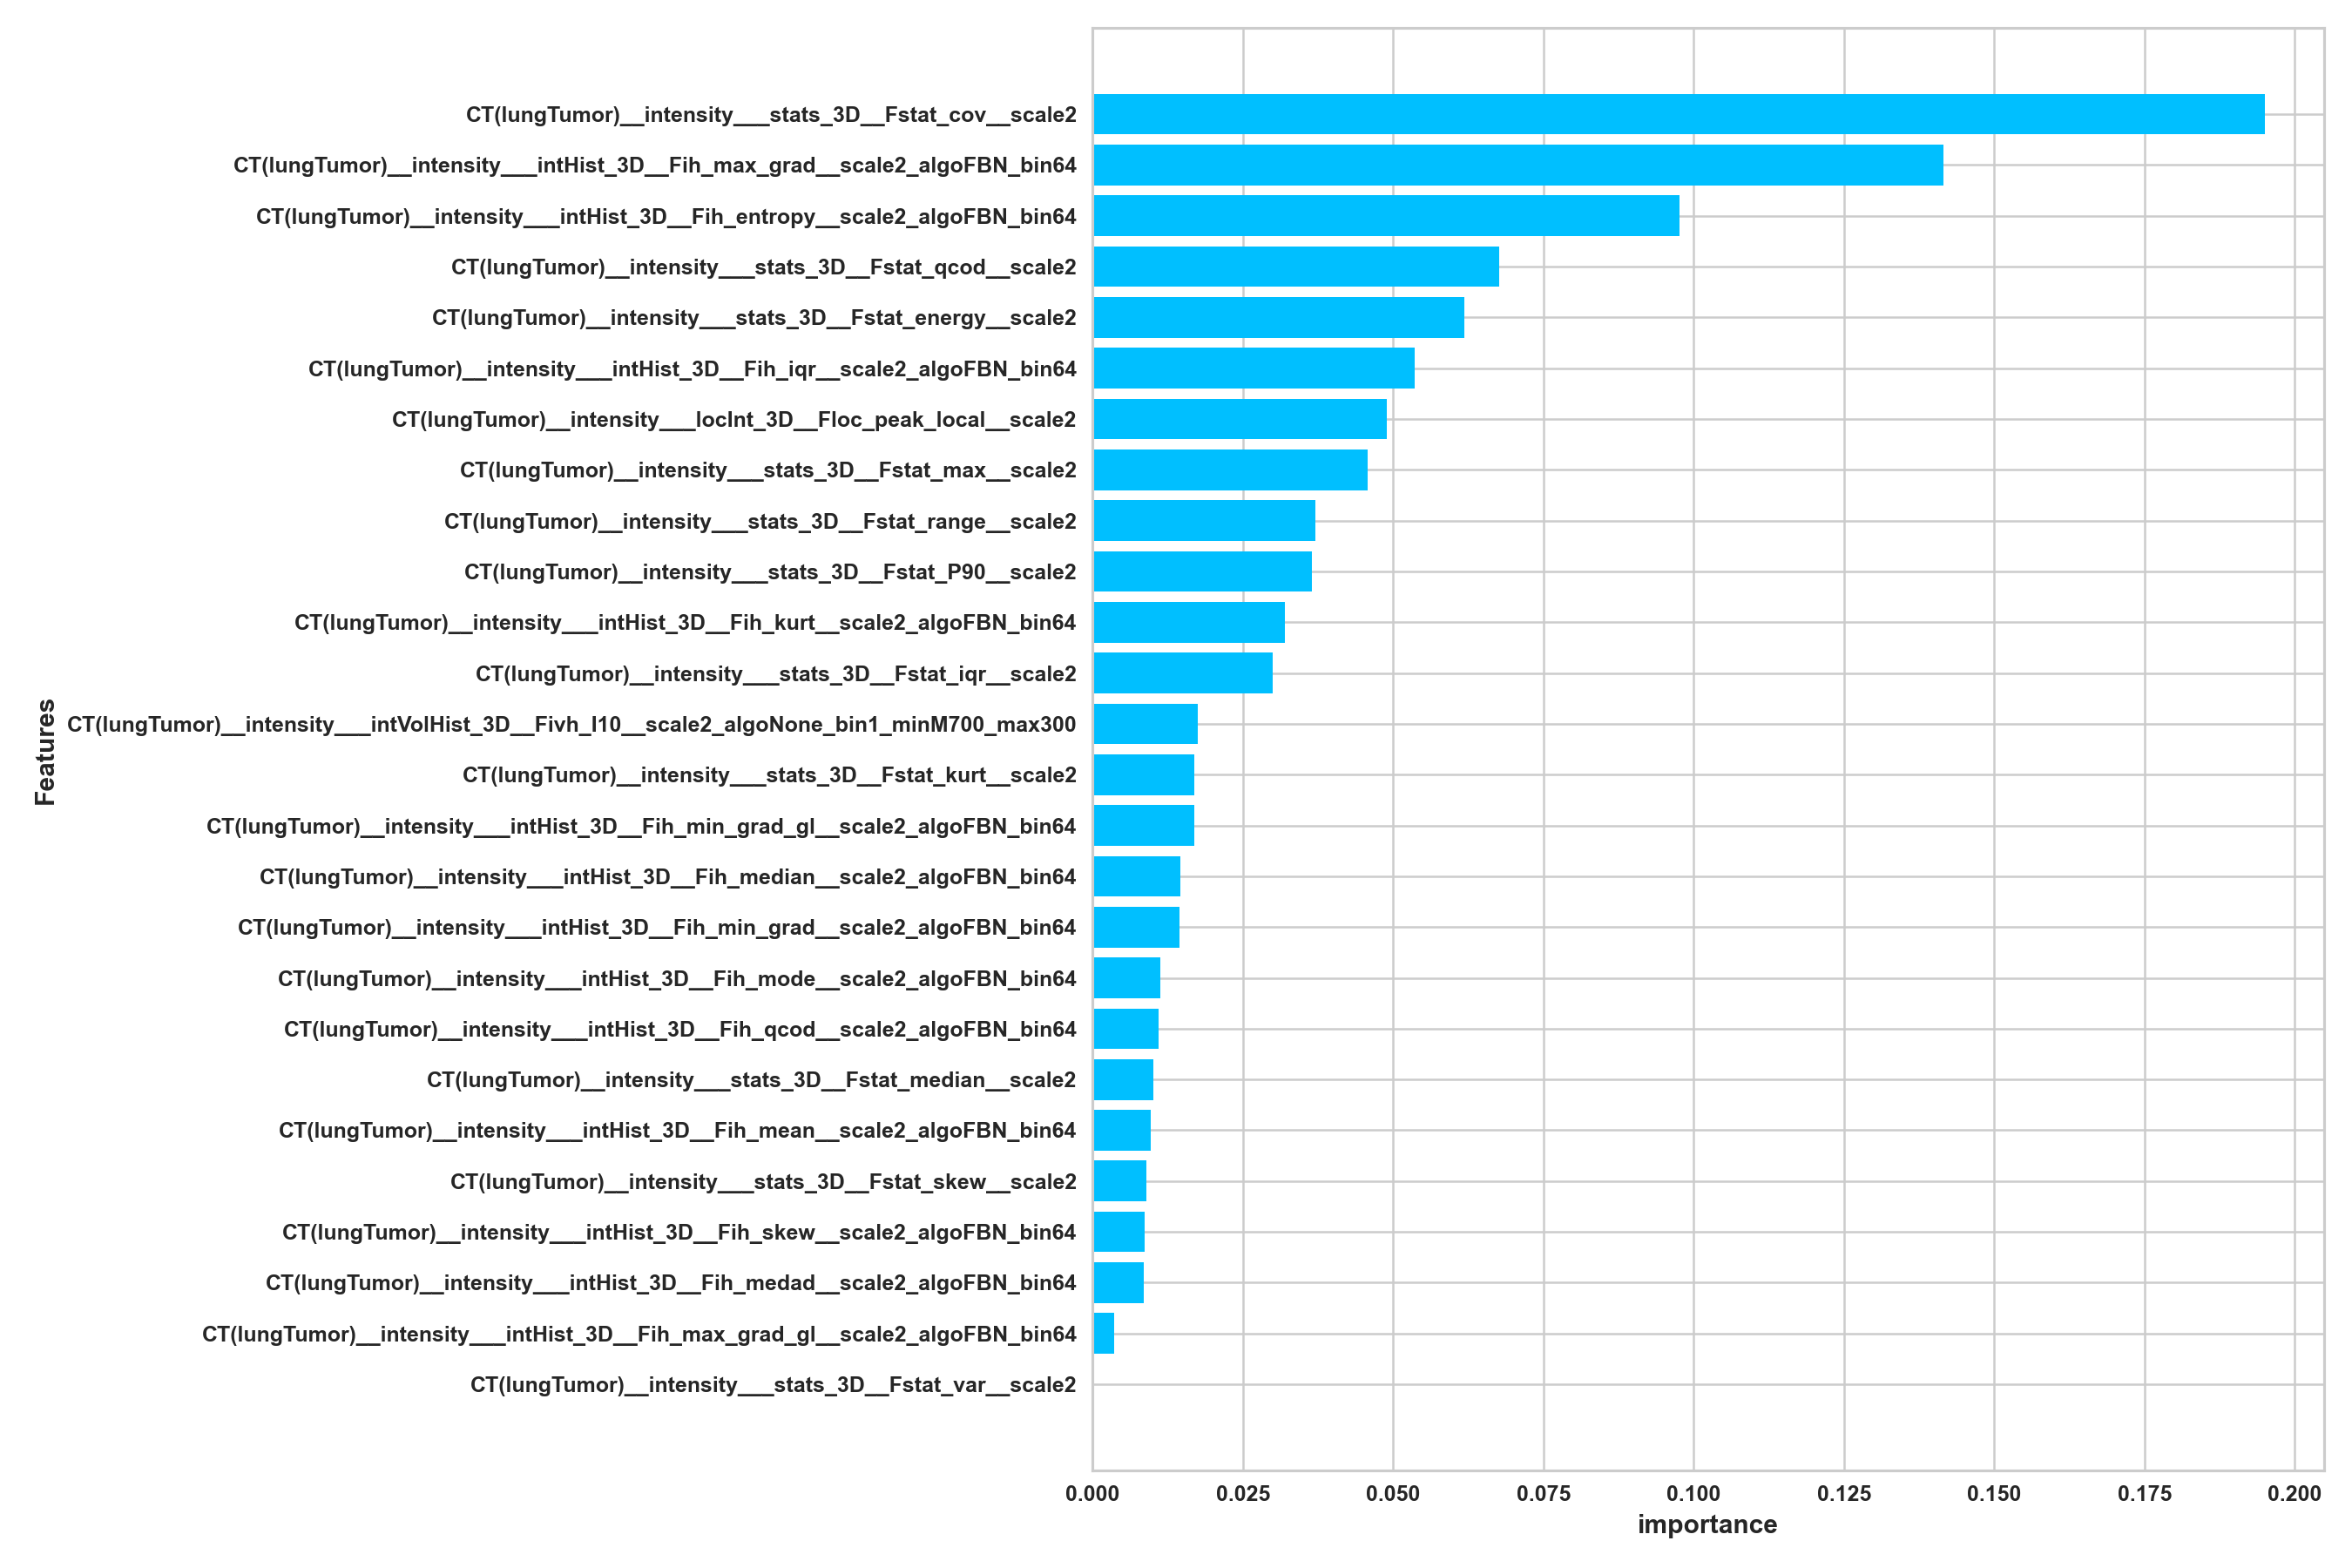 CT(lungTumor)__intensity___stats_3D__Fstat_cov__scale2
CT(lungTumor)__intensity___intHist_3D__Fih_max_grad__scale2_algoFBN_bin64
CT(lungTumor)__intensity___intHist_3D__Fih_entropy__scale2_algoFBN_bin64
CT(lungTumor)__intensity___stats_3D__Fstat_qcod__scale2
CT(lungTumor)__intensity___stats_3D__Fstat_energy__scale2
CT(lungTumor)__intensity___intHist_3D__Fih_iqr__scale2_algoFBN_bin64
CT(lungTumor)__intensity___locInt_3D__Floc_peak_local__scale2
CT(lungTumor)__intensity___stats_3D__Fstat_max__scale2
CT(lungTumor)__intensity___stats_3D__Fstat_range__scale2
CT(lungTumor)__intensity___stats_3D__Fstat_P90__scale2
CT(lungTumor)__intensity___intHist_3D__Fih_kurt__scale2_algoFBN_bin64
CT(lungTumor)__intensity___stats_3D__Fstat_iqr__scale2
CT(lungTumor)__intensity___intVolHist_3D__Fivh_I10__scale2_algoNone_bin1_minM700_max300
CT(lungTumor)__intensity___stats_3D__Fstat_kurt__scale2
CT(lungTumor)__intensity___intHist_3D__Fih_min_grad_gl__scale2_algoFBN_bin64
CT(lungTumor)__intensity___intHist_3D__Fih_median__scale2_algoFBN_bin64
CT(lungTumor)__intensity___intHist_3D__Fih_min_grad__scale2_algoFBN_bin64
CT(lungTumor)__intensity___intHist_3D__Fih_mode__scale2_algoFBN_bin64
CT(lungTumor)__intensity___intHist_3D__Fih_qcod__scale2_algoFBN_bin64
CT(lungTumor)__intensity___stats_3D__Fstat_median__scale2
CT(lungTumor)__intensity___intHist_3D__Fih_mean__scale2_algoFBN_bin64
CT(lungTumor)__intensity___stats_3D__Fstat_skew__scale2
CT(lungTumor)__intensity___intHist_3D__Fih_skew__scale2_algoFBN_bin64
CT(lungTumor)__intensity___intHist_3D__Fih_medad__scale2_algoFBN_bin64
CT(lungTumor)__intensity___intHist_3D__Fih_max_grad_gl__scale2_algoFBN_bin64
CT(lungTumor)__intensity___stats_3D__Fstat_var__scale2
Features
0.000 0.025 0.050 0.075 0.100 0.125 0.150 0.175 0.200
importance